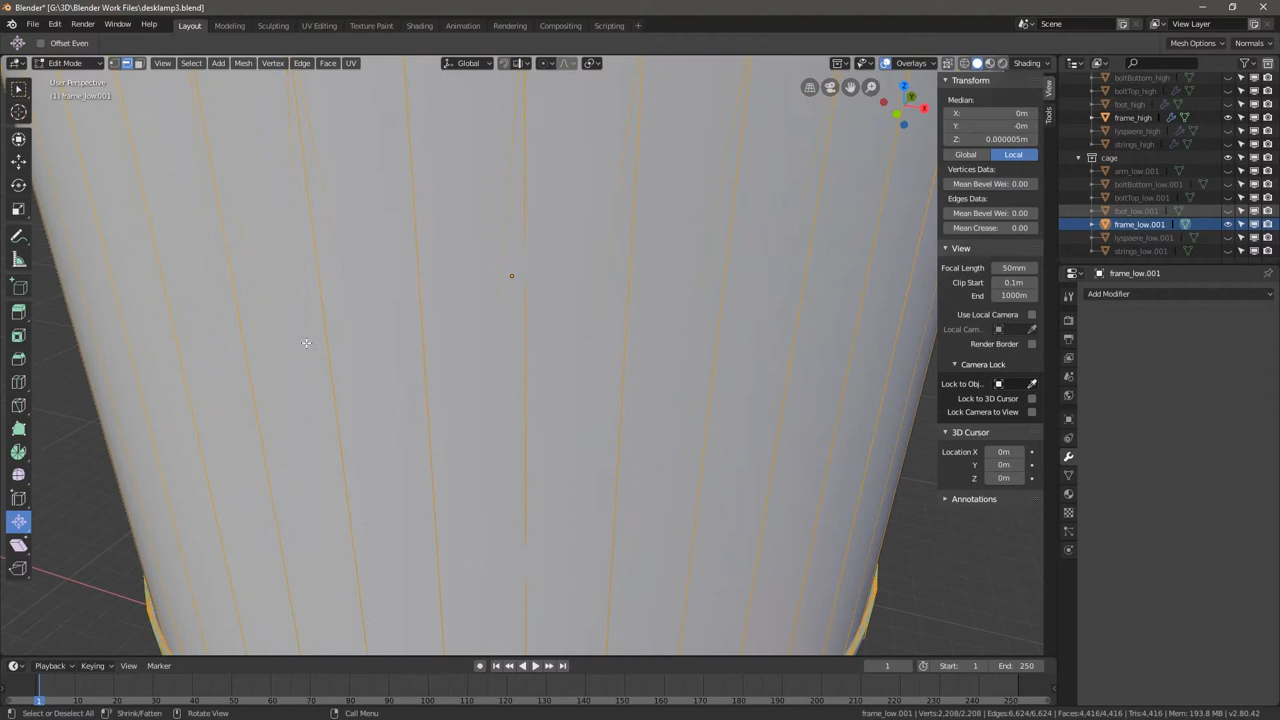 Blender* [G:\3D\Blender Work Files\desklamp3.blend]
File Edit Render Window Help Layout Modeling Sculpting UV Editing Texture Paint Shading Animation Rendering Compositing Scripting + Scene View Layer
Offset Even Mesh Options Normals
Edit Mode View Select Add Mesh Vertex Edge Face UV Global Overlays Shading
User Perspective
(1) frame_low.001
Z
Y
X
Transform
Median:
X: 0m
Y: -0m
Z: 0.000005m
Global Local
Vertices Data:
Mean Bevel Wei: 0.00
Edges Data:
Mean Bevel Wei: 0.00
Mean Crease: 0.00
View
Focal Length 50mm
Clip Start 0.1m
End 1000m
Use Local Camera
Local Cam..
Render Border
Camera Lock
Lock to Obj..
Lock to 3D Cursor
Lock Camera to View
3D Cursor
Location X 0m
Y 0m
Z 0m
Annotations
View
Tools
boltBottom_high
boltTop_high
foot_high
frame_high
lyspaere_high
strings_high
cage
arm_low.001
boltBottom_low.001
boltTop_low.001
foot_low.001
frame_low.001
lyspaere_low.001
strings_low.001
frame_low.001
Add Modifier
Playback Keying View Marker 1 Start: 1 End: 250
1 10 20 30 40 50 60 70 80 90 100 110 120 130 140 150 160 170 180 190 200 210 220 230 240 250
Select or Deselect All Shrink/Fatten Rotate View Call Menu frame_low.001 | Verts:2,208/2,208 | Edges:6,624/6,624 | Faces:4,416/4,416 | Tris:4,416 | Mem: 193.8 MB | v2.80.42